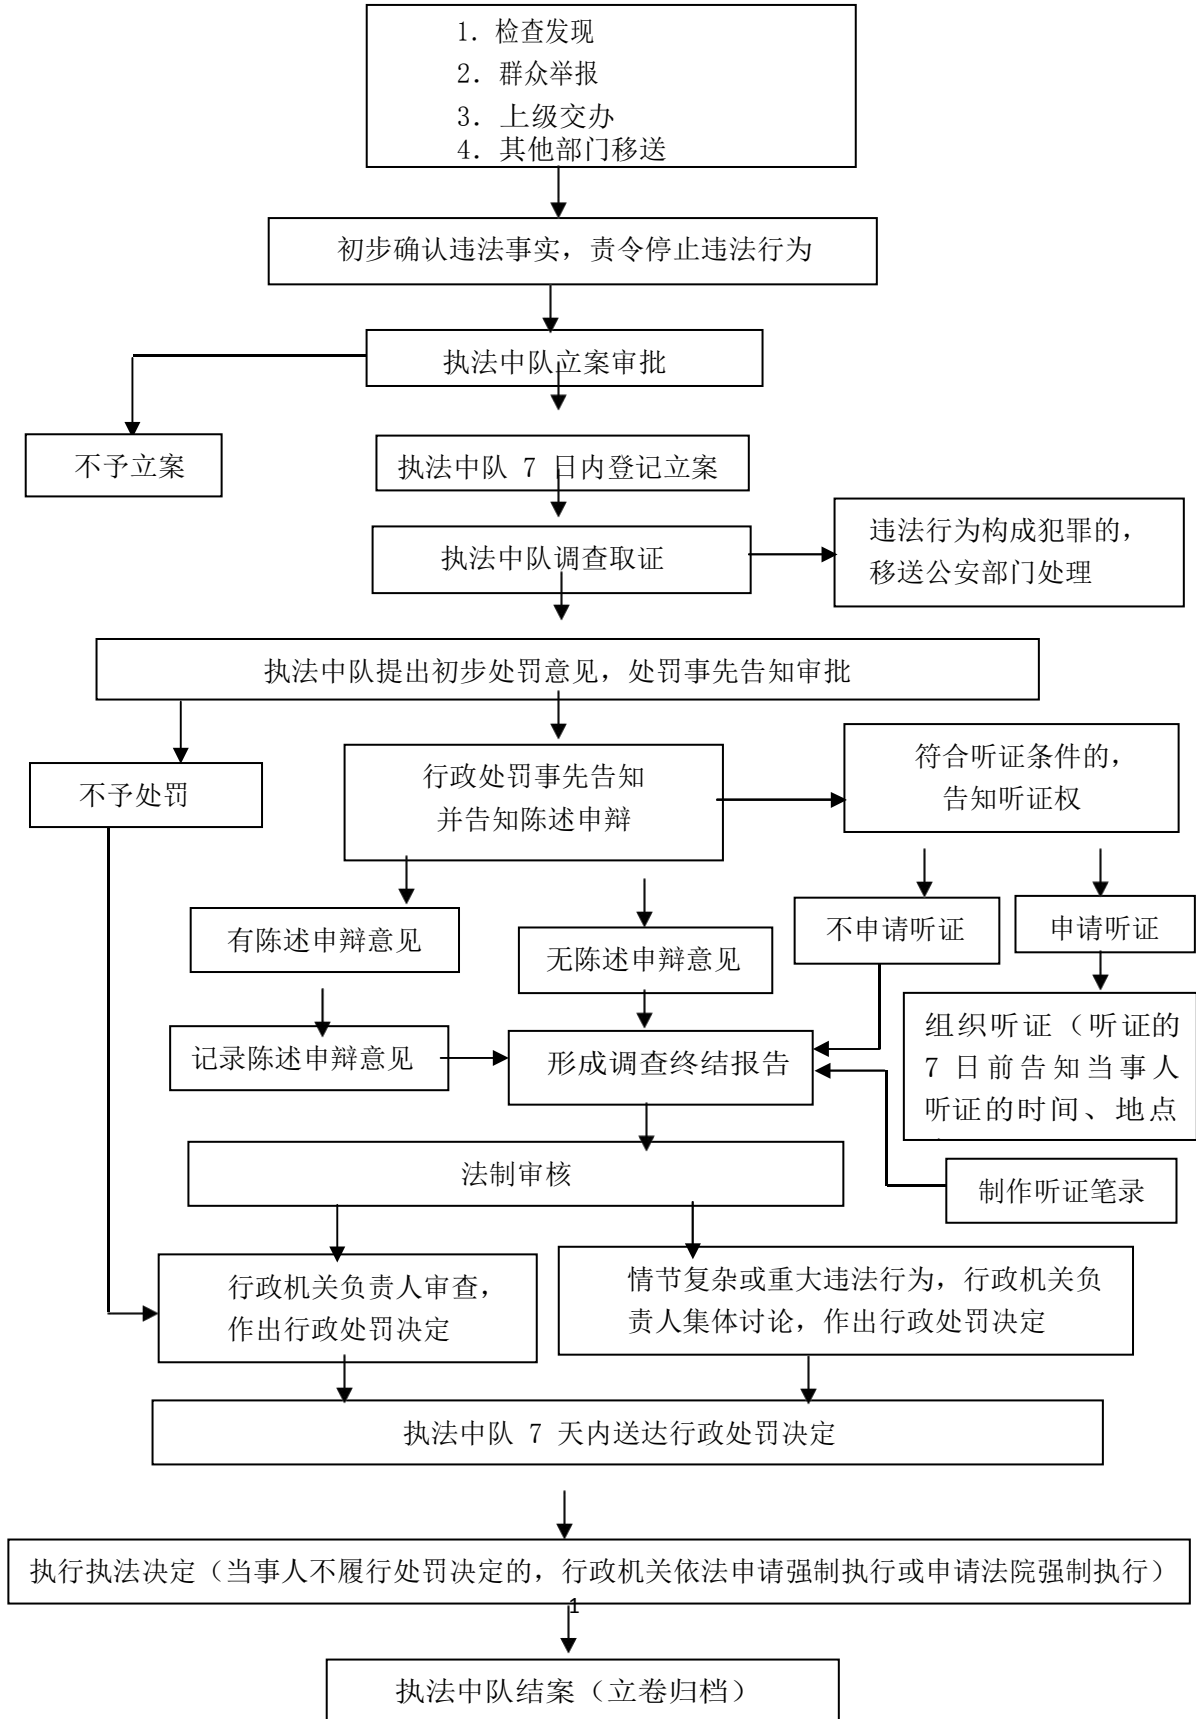 1. 检查发现
2. 群众举报
3. 上级交办
4. 其他部门移送
初步确认违法事实，责令停止违法行为
执法中队立案审批
不予立案
执法中队 7 日内登记立案
执法中队调查取证
违法行为构成犯罪的，
移送公安部门处理
执法中队提出初步处罚意见，处罚事先告知审批
不予处罚
行政处罚事先告知
并告知陈述申辩
符合听证条件的，
告知听证权
有陈述申辩意见
无陈述申辩意见
不申请听证
申请听证
记录陈述申辩意见
形成调查终结报告
组织听证（听证的
7 日前告知当事人
听证的时间、地点
制作听证笔录
法制审核
行政机关负责人审查，
作出行政处罚决定
情节复杂或重大违法行为，行政机关负
责人集体讨论，作出行政处罚决定
执法中队 7 天内送达行政处罚决定
执行执法决定（当事人不履行处罚决定的，行政机关依法申请强制执行或申请法院强制执行）
1
执法中队结案（立卷归档）